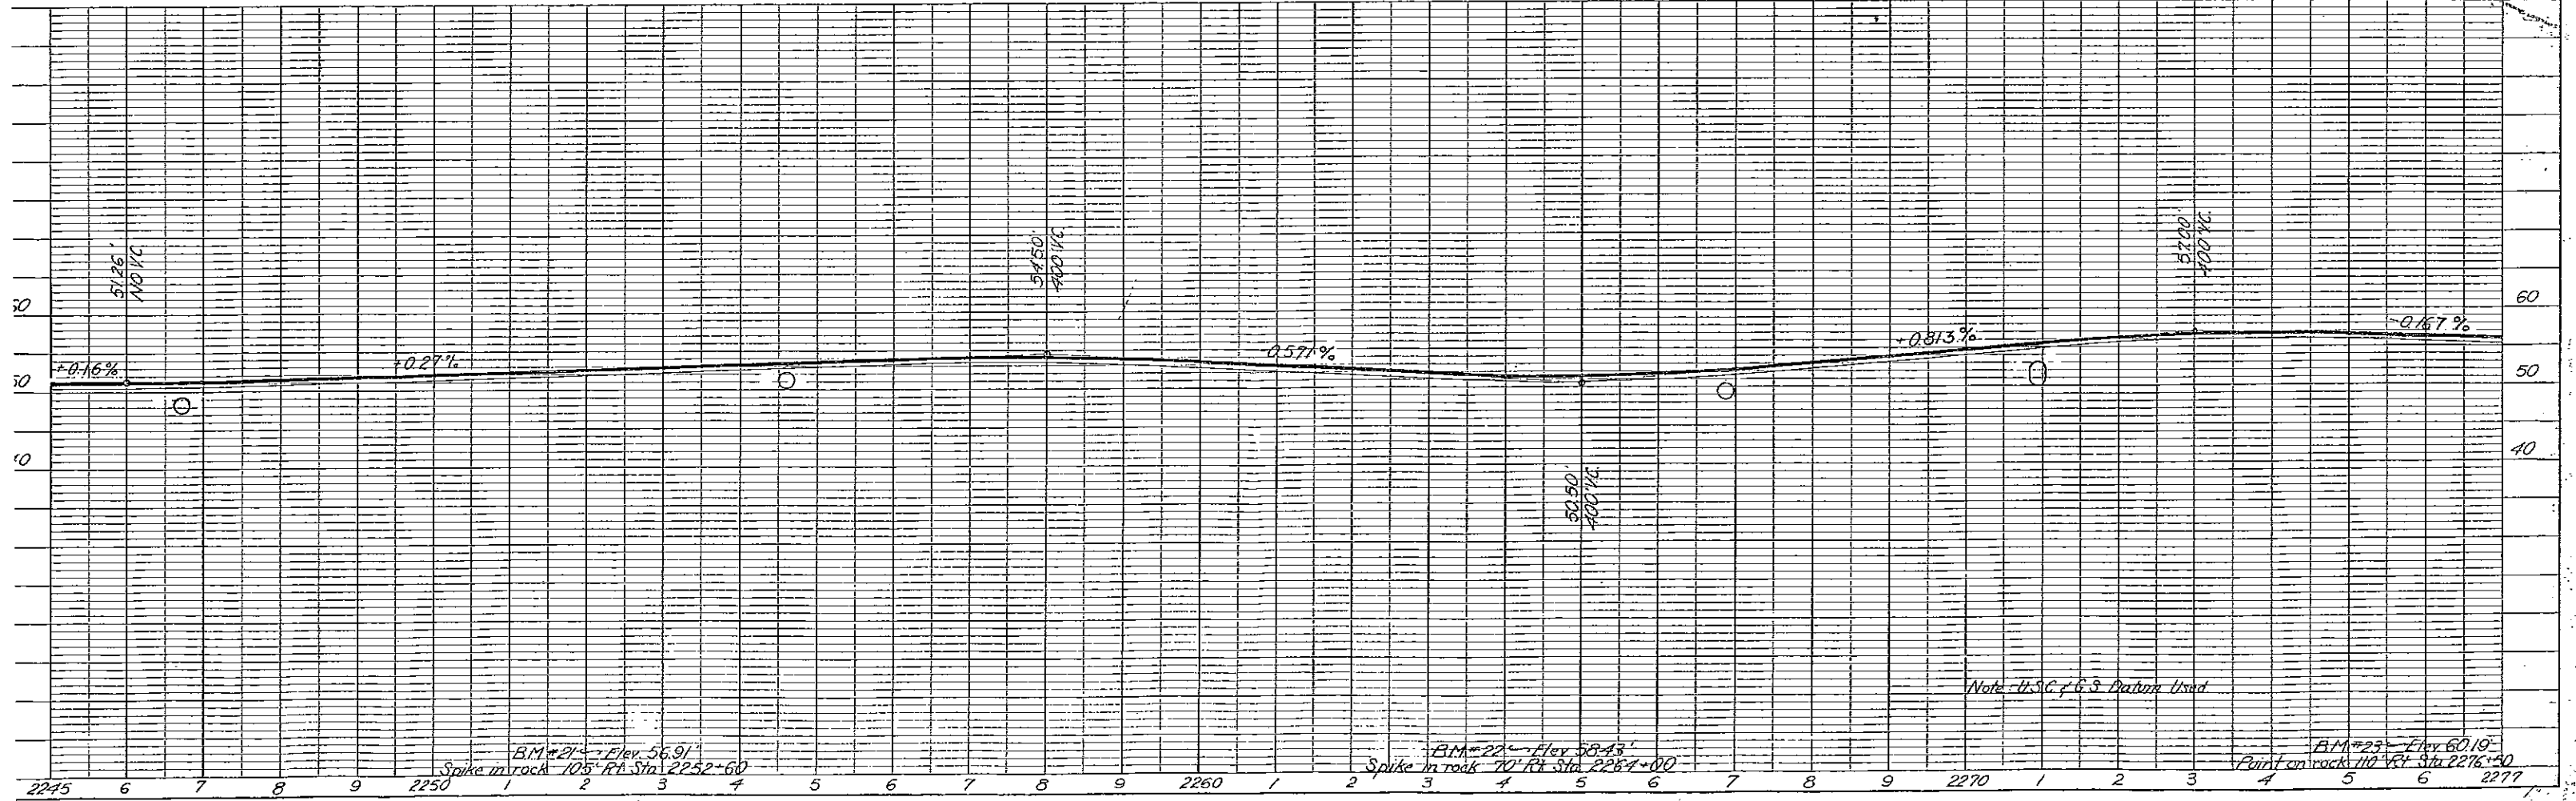 51.26'
NO V.C.
54.50'
400' V.C.
57.00'
400' V.C.
60
+0.16%
+0.27%
-0.571%
+0.813%
-0.167%
50
50
40
50.50'
400' V.C.
Note - U.S.C. & G.S. Datum Used
B.M. #21 - Elev. 56.91
Spike in rock 105' Rt. Sta. 2252+60
B.M. #22 - Elev. 58.43'
Spike in rock 70' Rt. Sta. 2264+00
B.M. #23 - Elev. 60.19
Point on rock 110' Rt. Sta. 2276+50
2245 6 7 8 9 2250 1 2 3 4 5 6 7 8 9 2260 1 2 3 4 5 6 7 8 9 2270 1 2 3 4 5 6 2277